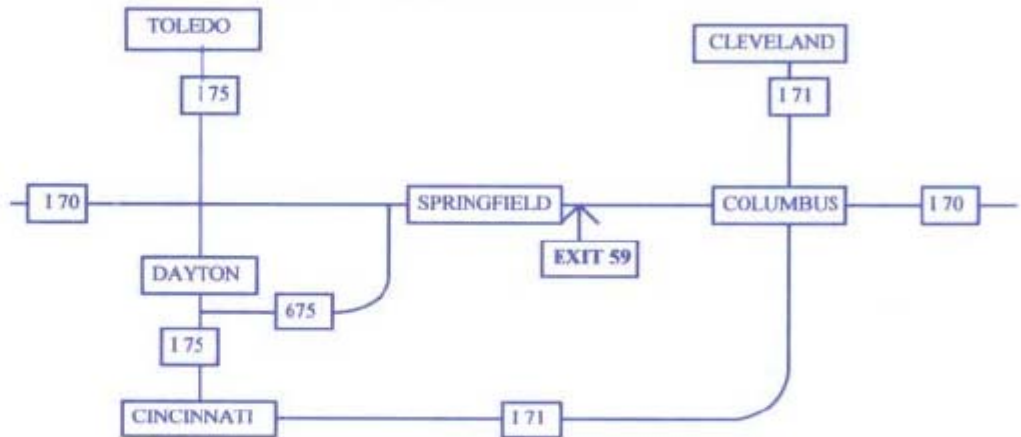 TOLEDO
CLEVELAND
I 75
I 71
I 70
SPRINGFIELD
COLUMBUS
I 70
EXIT 59
DAYTON
675
I 75
CINCINNATI
I 71